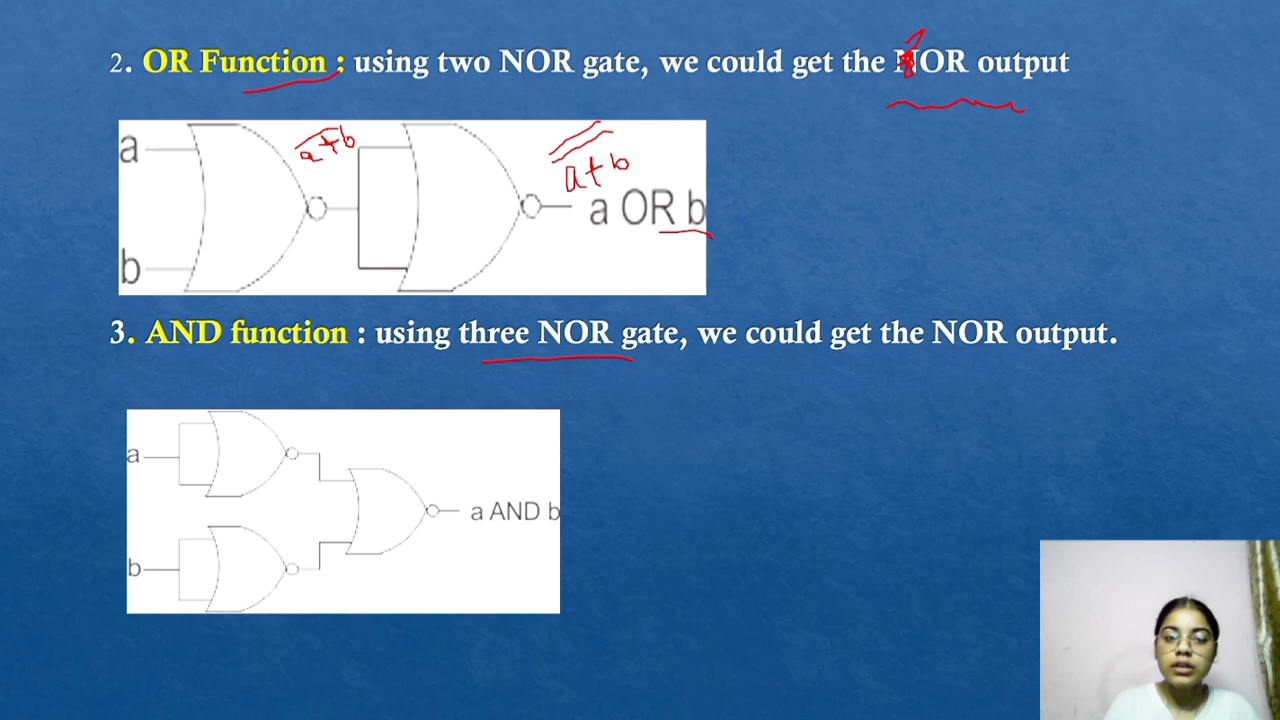 2. OR Function : using two NOR gate, we could get the NOR output
a
a+b
a+b
a OR b
b
3. AND function : using three NOR gate, we could get the NOR output.
a
a AND b
b